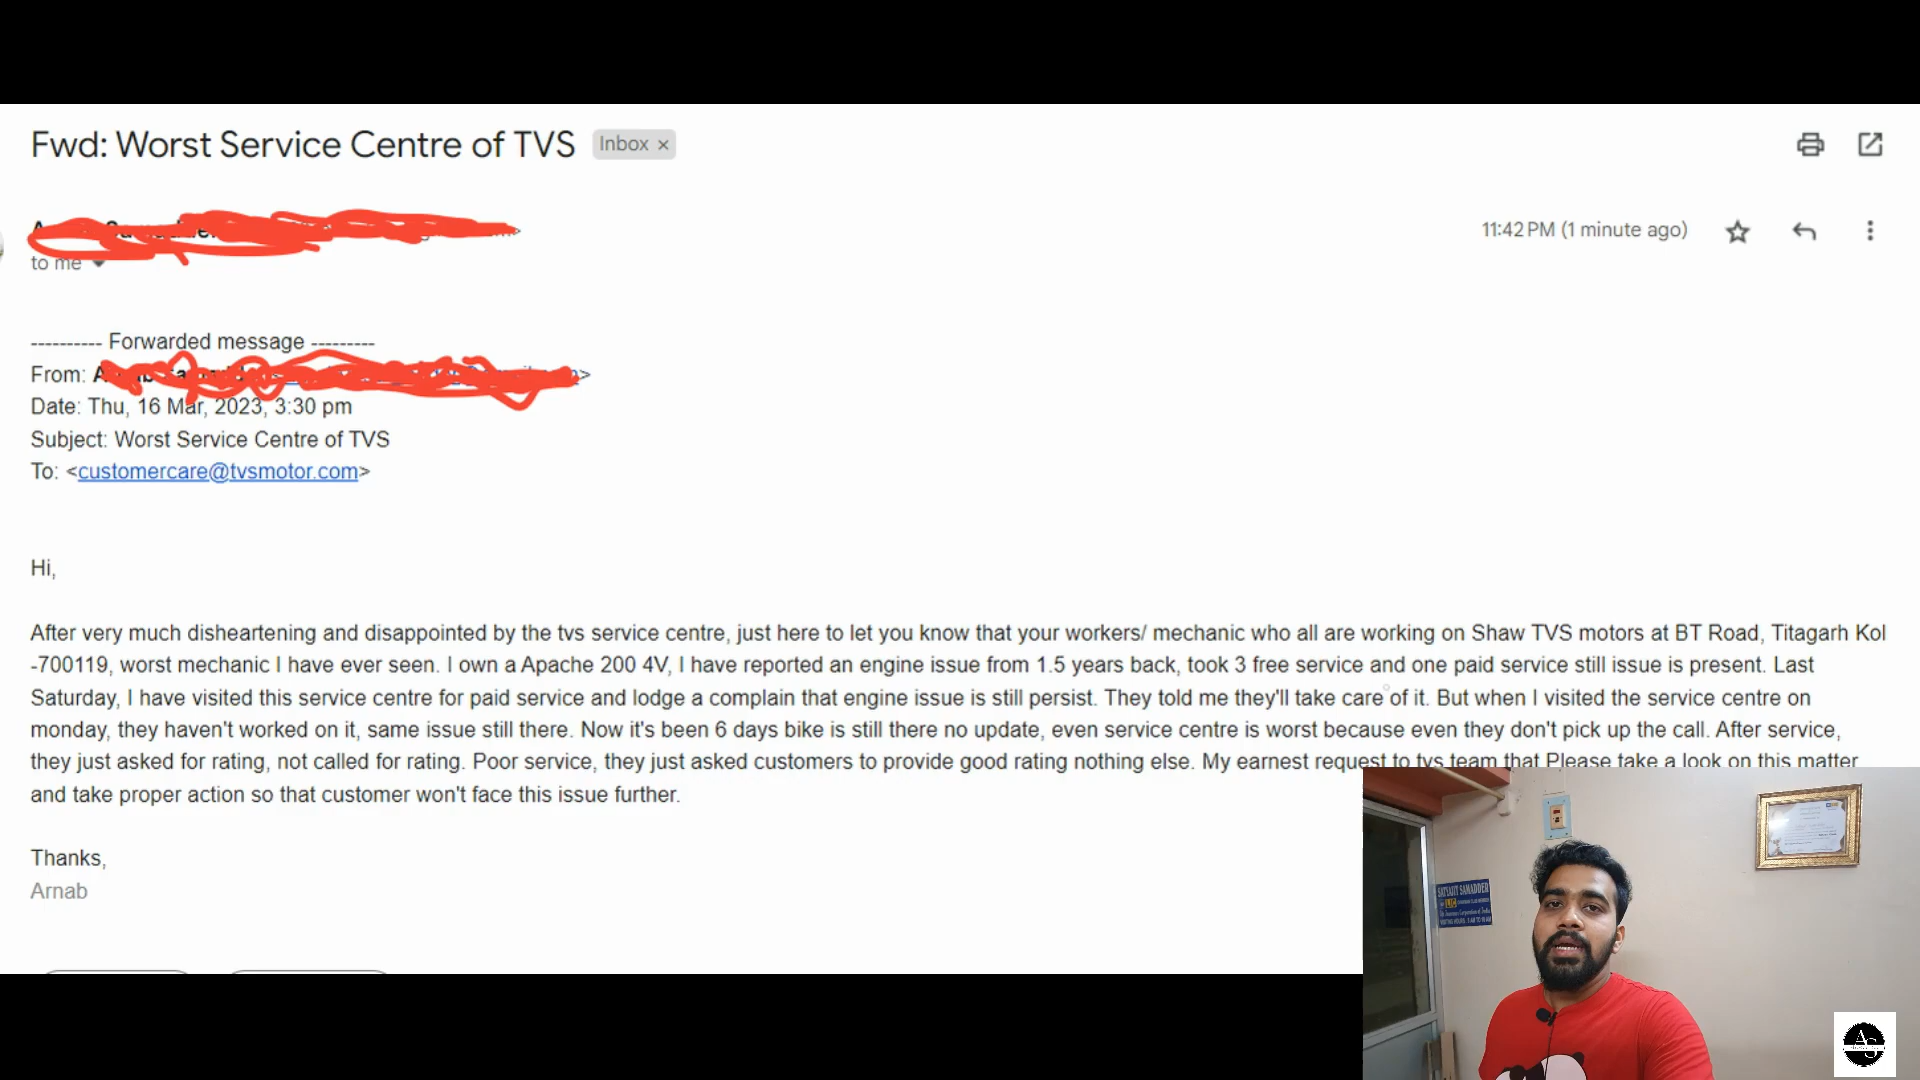 Fwd: Worst Service Centre of TVS Inbox ×
11:42 PM (1 minute ago)
to me
---------- Forwarded message ---------
From:
Date: Thu, 16 Mar, 2023, 3:30 pm
Subject: Worst Service Centre of TVS
To: <customercare@tvsmotor.com>
Hi,
After very much disheartening and disappointed by the tvs service centre, just here to let you know that your workers/ mechanic who all are working on Shaw TVS motors at BT Road, Titagarh Kol
-700119, worst mechanic I have ever seen. I own a Apache 200 4V, I have reported an engine issue from 1.5 years back, took 3 free service and one paid service still issue is present. Last
Saturday, I have visited this service centre for paid service and lodge a complain that engine issue is still persist. They told me they'll take care of it. But when I visited the service centre on
monday, they haven't worked on it, same issue still there. Now it's been 6 days bike is still there no update, even service centre is worst because even they don't pick up the call. After service,
they just asked for rating, not called for rating. Poor service, they just asked customers to provide good rating nothing else. My earnest request to tvs team that Please take a look on this matter
and take proper action so that customer won't face this issue further.
Thanks,
Arnab
SATYAJIT SAMADDER
LIC
AS